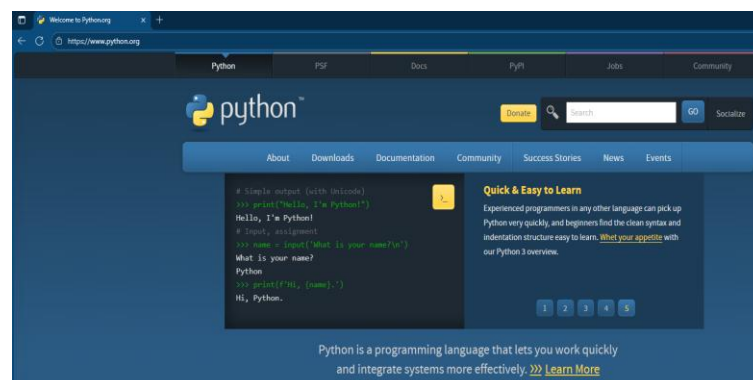 Welcome to Python.org
https://www.python.org
Python PSF Docs PyPI Jobs Community
python™
Donate Search GO Socialize
About Downloads Documentation Community Success Stories News Events
# Simple output (with Unicode)
>>> print("Hello, I'm Python!")
Hello, I'm Python!
# Input, assignment
>>> name = input('What is your name?\n')
What is your name?
Python
>>> print(f'Hi, {name}.')
Hi, Python.
>_
Quick & Easy to Learn
Experienced programmers in any other language can pick up
Python very quickly, and beginners find the clean syntax and
indentation structure easy to learn. Whet your appetite with
our Python 3 overview.
1 2 3 4 5
Python is a programming language that lets you work quickly
and integrate systems more effectively. >>> Learn More